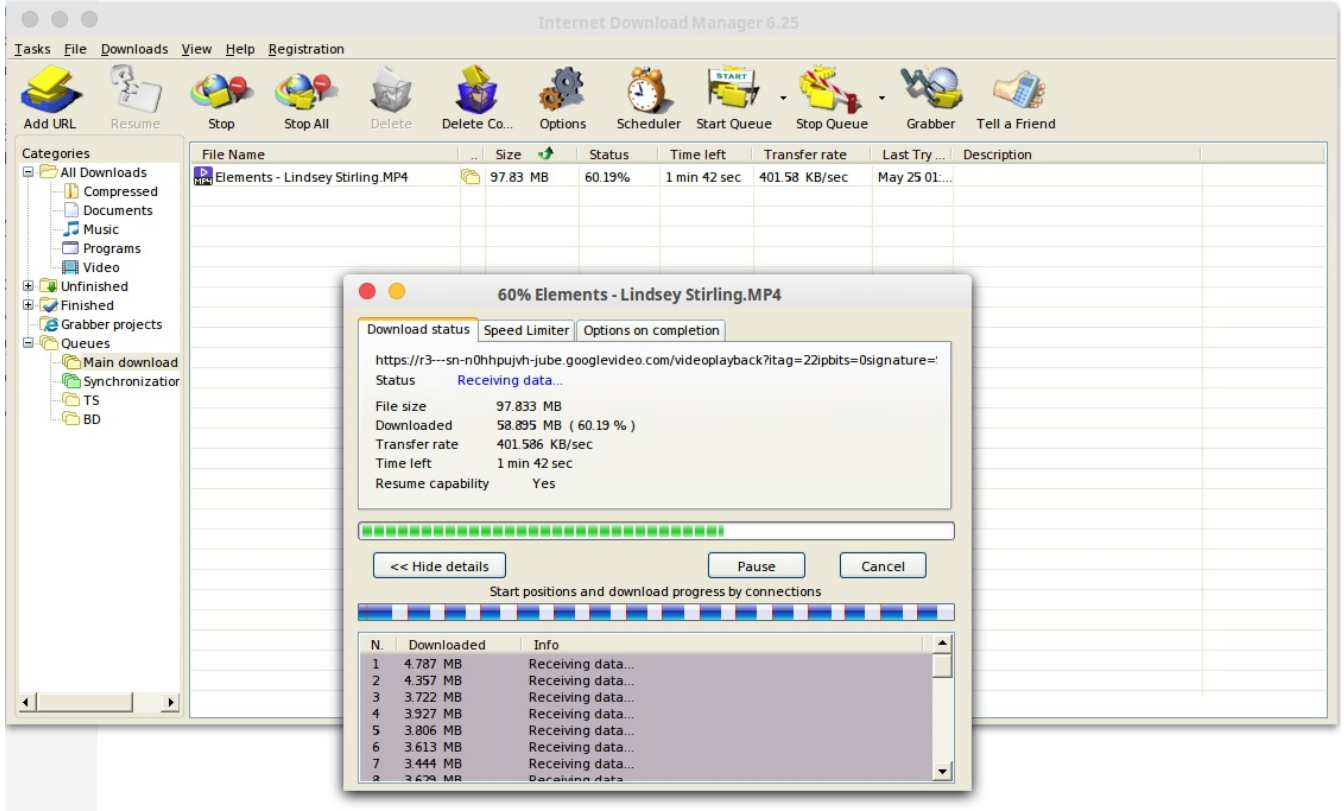 Internet Download Manager 6.25
Tasks File Downloads View Help Registration
START
Add URL Resume Stop Stop All Delete Delete Co... Options Scheduler Start Queue Stop Queue Grabber Tell a Friend
Categories
All Downloads
Compressed
Documents
Music
Programs
Video
Unfinished
Finished
Grabber projects
Queues
Main download
Synchronizatior
TS
BD
File Name .. Size Status Time left Transfer rate Last Try ... Description
MP4 Elements - Lindsey Stirling.MP4 97.83 MB 60.19% 1 min 42 sec 401.58 KB/sec May 25 01:...
60% Elements - Lindsey Stirling.MP4
Download status Speed Limiter Options on completion
https://r3---sn-n0hhpujvh-jube.googlevideo.com/videoplayback?itag=22ipbits=0signature=
Status Receiving data...
File size 97.833 MB
Downloaded 58.895 MB ( 60.19 % )
Transfer rate 401.586 KB/sec
Time left 1 min 42 sec
Resume capability Yes
<< Hide details Pause Cancel
Start positions and download progress by connections
N. Downloaded Info
1 4.787 MB Receiving data...
2 4.357 MB Receiving data...
3 3.722 MB Receiving data...
4 3.927 MB Receiving data...
5 3.806 MB Receiving data...
6 3.613 MB Receiving data...
7 3.444 MB Receiving data...
8 3.629 MB Receiving data